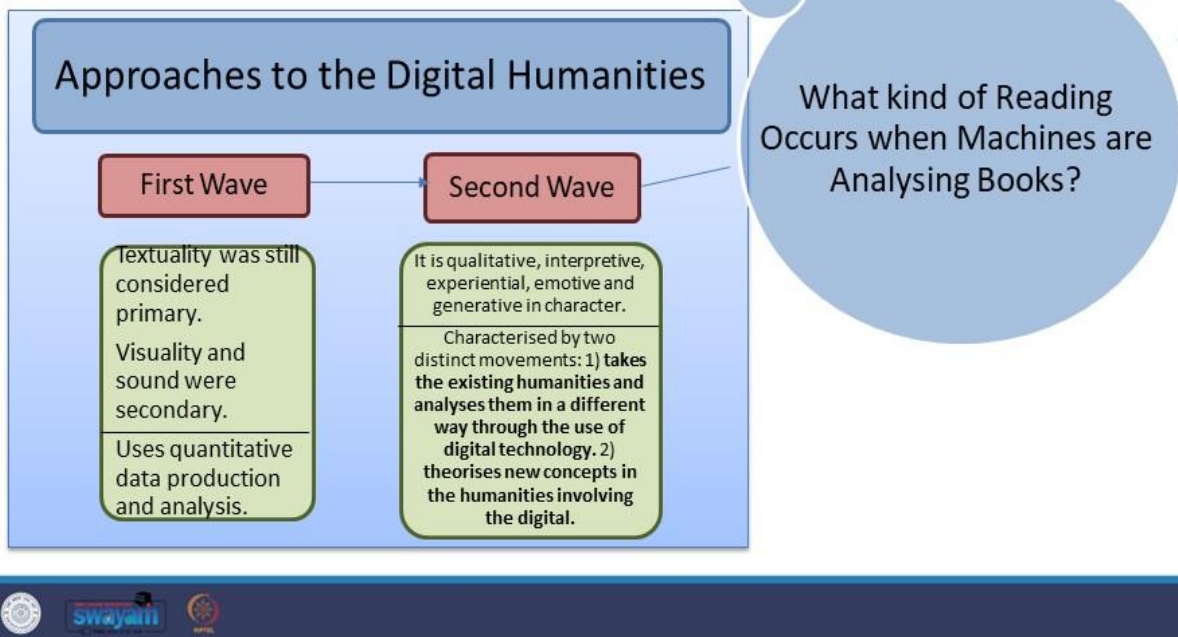 Approaches to the Digital Humanities
First Wave
Second Wave
Textuality was still
considered
primary.
Visuality and
sound were
secondary.
Uses quantitative
data production
and analysis.
It is qualitative, interpretive,
experiential, emotive and
generative in character.
Characterised by two
distinct movements: 1) takes
the existing humanities and
analyses them in a different
way through the use of
digital technology. 2)
theorises new concepts in
the humanities involving
the digital.
What kind of Reading
Occurs when Machines are
Analysing Books?
swayam
NPTEL